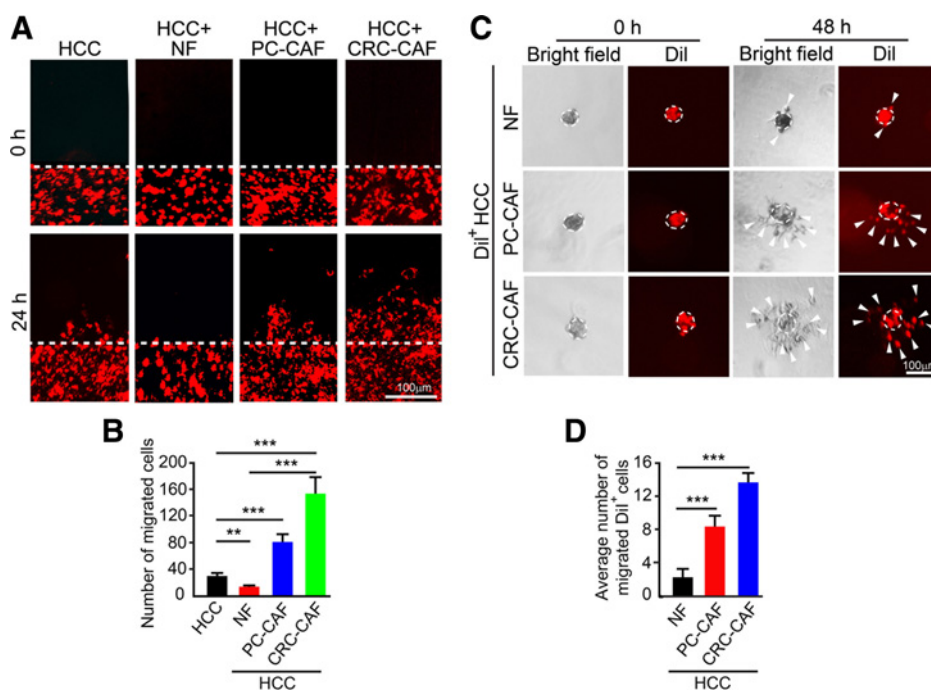 A
HCC
HCC+
NF
HCC+
PC-CAF
HCC+
CRC-CAF
0 h
24 h
100μm
B
Number of migrated cells
200
160
120
80
40
0
***
***
***
**
HCC
NF
PC-CAF
CRC-CAF
HCC
C
0 h
48 h
Bright field
Dil
Bright field
Dil
Dil+ HCC
NF
PC-CAF
CRC-CAF
100μm
D
Average number of
migrated Dil+ cells
16
12
8
4
0
***
***
NF
PC-CAF
CRC-CAF
HCC